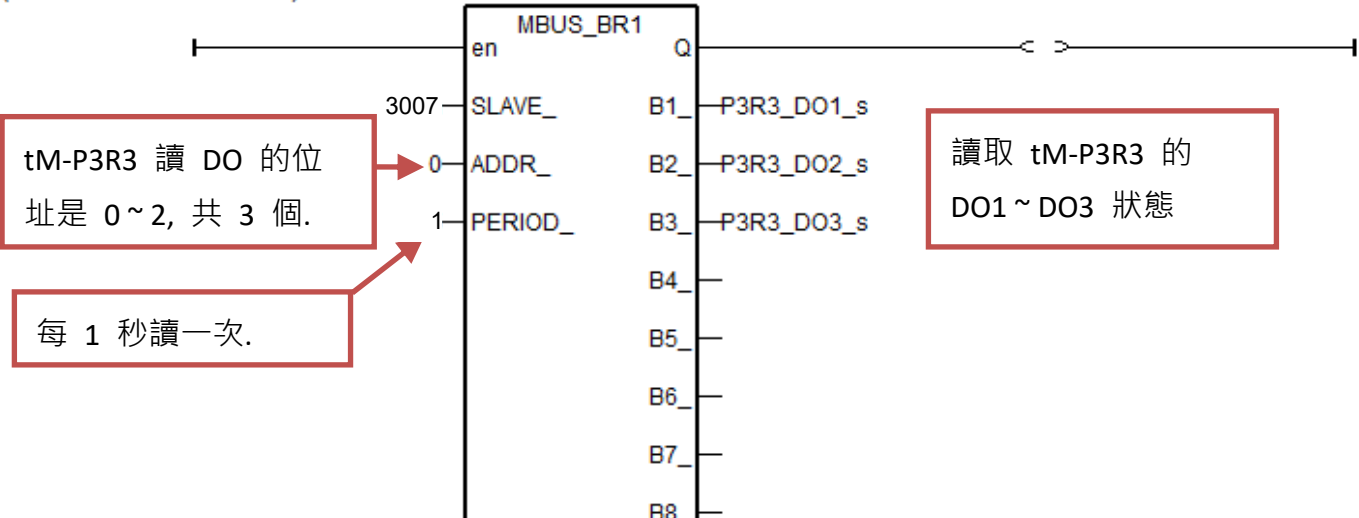 MBUS_BR1
en Q
3007 SLAVE_ B1_ P3R3_DO1_s
0 ADDR_ B2_ P3R3_DO2_s
1 PERIOD_ B3_ P3R3_DO3_s
B4_
B5_
B6_
B7_
B8_
tM-P3R3 讀 DO 的位
址是 0~2, 共 3 個.
每 1 秒讀一次.
讀取 tM-P3R3 的
DO1~DO3 狀態